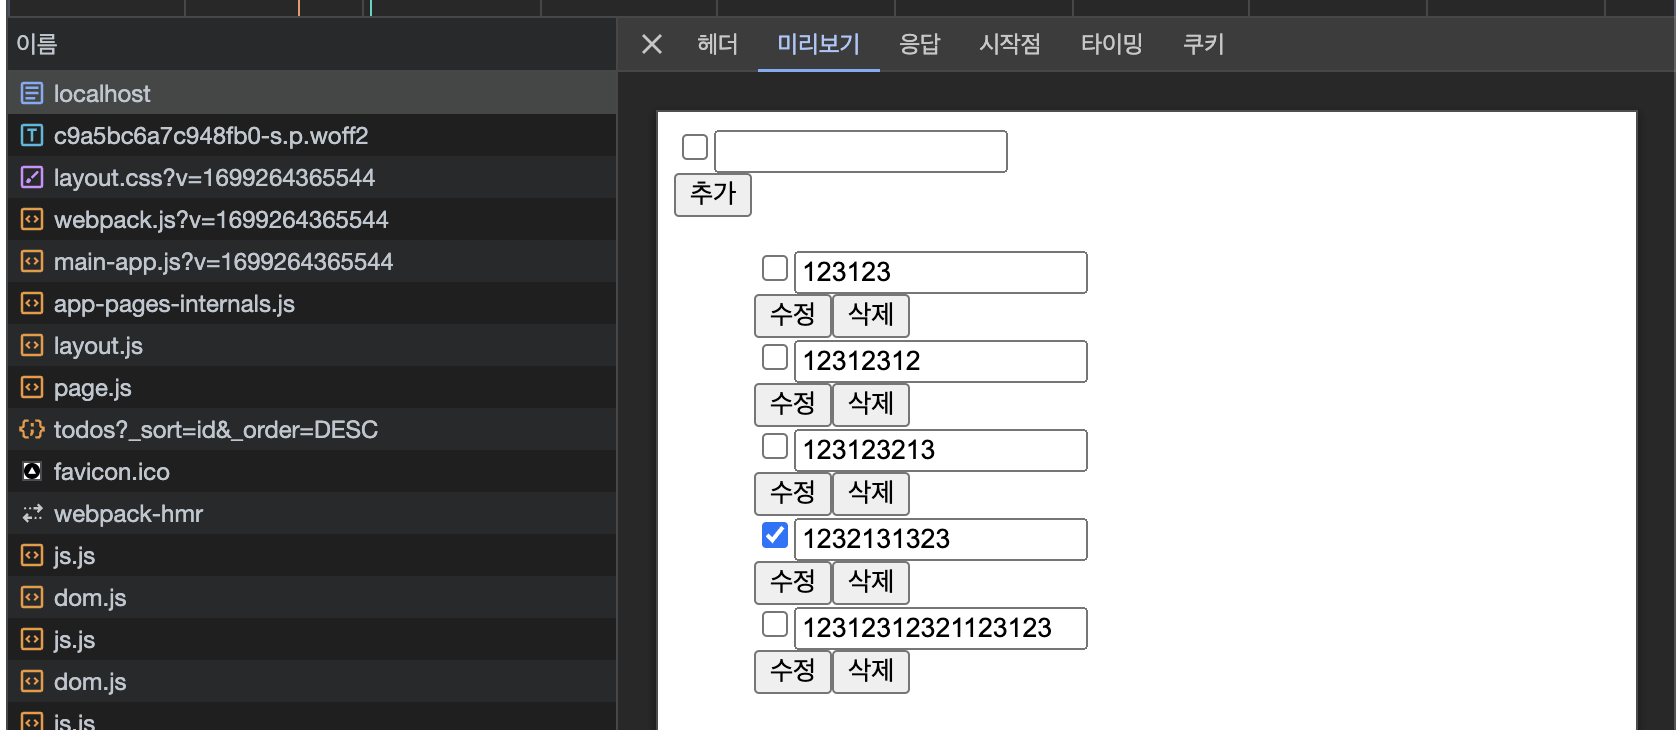 이름
localhost
c9a5bc6a7c948fb0-s.p.woff2
layout.css?v=1699264365544
webpack.js?v=1699264365544
main-app.js?v=1699264365544
app-pages-internals.js
layout.js
page.js
todos?_sort=id&_order=DESC
favicon.ico
webpack-hmr
js.js
dom.js
js.js
dom.js
js.js
헤더 미리보기 응답 시작점 타이밍 쿠키
추가
123123
수정 삭제
12312312
수정 삭제
123123213
수정 삭제
1232131323
수정 삭제
12312312321123123
수정 삭제